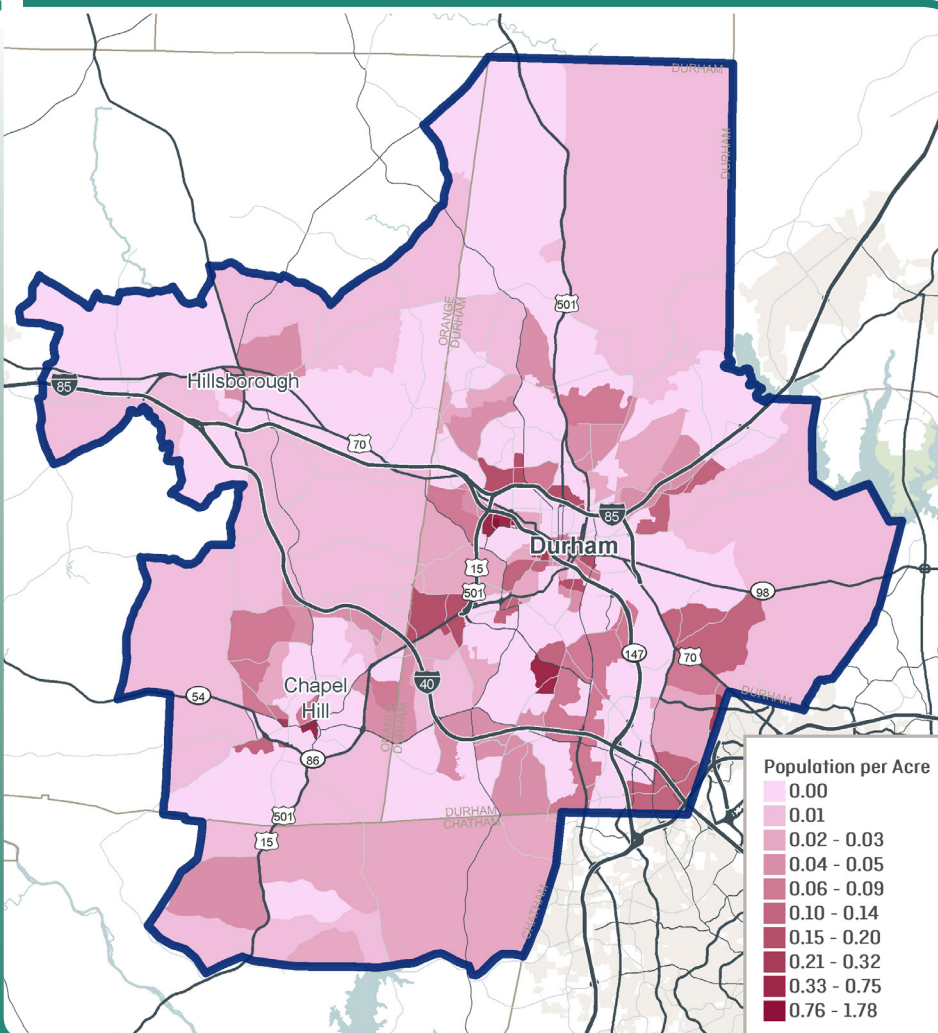 DURHAM
DURHAM
501
ORANGE
DURHAM
Hillsborough
85
70
85
Durham
15
501
98
147
70
Chapel
Hill
54
40
DURHAM
ORANGE
DURHAM
86
501
15
DURHAM
CHATHAM
CHATHAM
Population per Acre
0.00
0.01
0.02 - 0.03
0.04 - 0.05
0.06 - 0.09
0.10 - 0.14
0.15 - 0.20
0.21 - 0.32
0.33 - 0.75
0.76 - 1.78